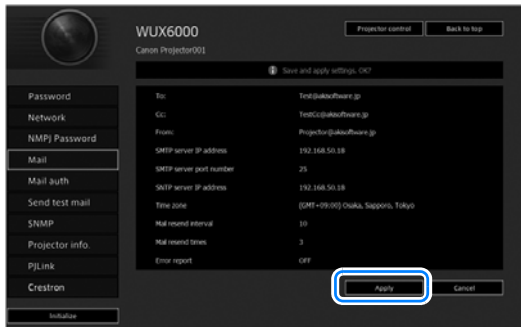 WUX6000
Projector control
Back to top
Canon Projector001
Save and apply settings. OK?
Password
Network
NMPJ Password
Mail
Mail auth
Send test mail
SNMP
Projector info.
PJLink
Crestron
Initialize
To: Test@akisoftware.jp
Cc: TestCc@akisoftware.jp
From: Projector@akisoftware.jp
SMTP server IP address 192.168.50.18
SMTP server port number 25
SNTP server IP address 192.168.50.18
Time zone (GMT+09:00) Osaka, Sapporo, Tokyo
Mail resend interval 10
Mail resend times 3
Error report OFF
Apply
Cancel